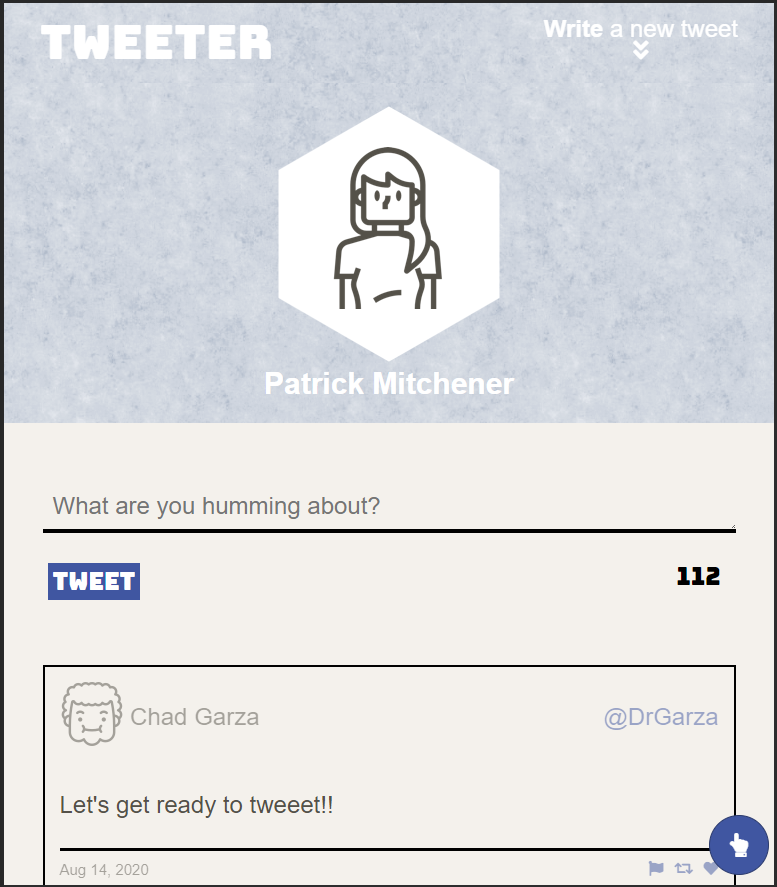 TWEETER
Write a new tweet
Patrick Mitchener
What are you humming about?
TWEET
112
Chad Garza
@DrGarza
Let's get ready to tweeet!!
Aug 14, 2020